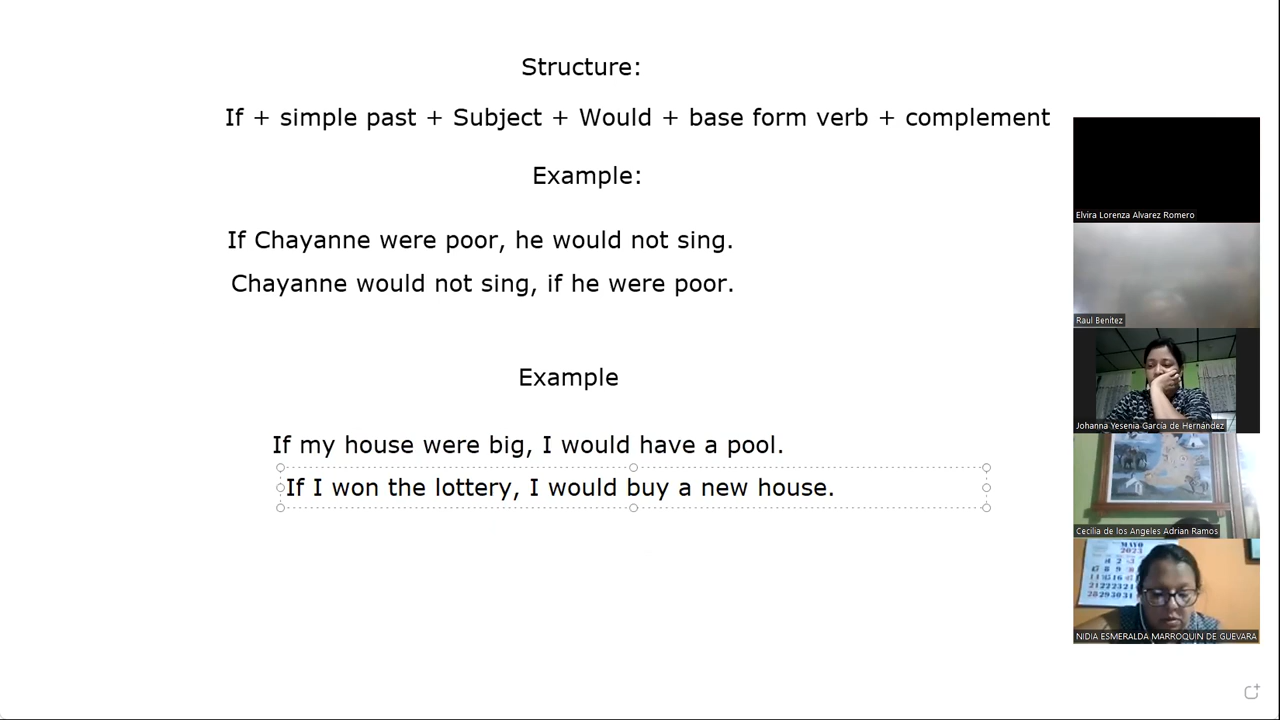 Structure:
If + simple past + Subject + Would + base form verb + complement
Example:
If Chayanne were poor, he would not sing.
Chayanne would not sing, if he were poor.
Example
If my house were big, I would have a pool.
If I won the lottery, I would buy a new house.
Elvira Lorenza Alvarez Romero
Raul Benitez
Johanna Yesenia García de Hernández
Cecilia de los Angeles Adrian Ramos
MAYO
2023
NIDIA ESMERALDA MARROQUIN DE GUEVARA